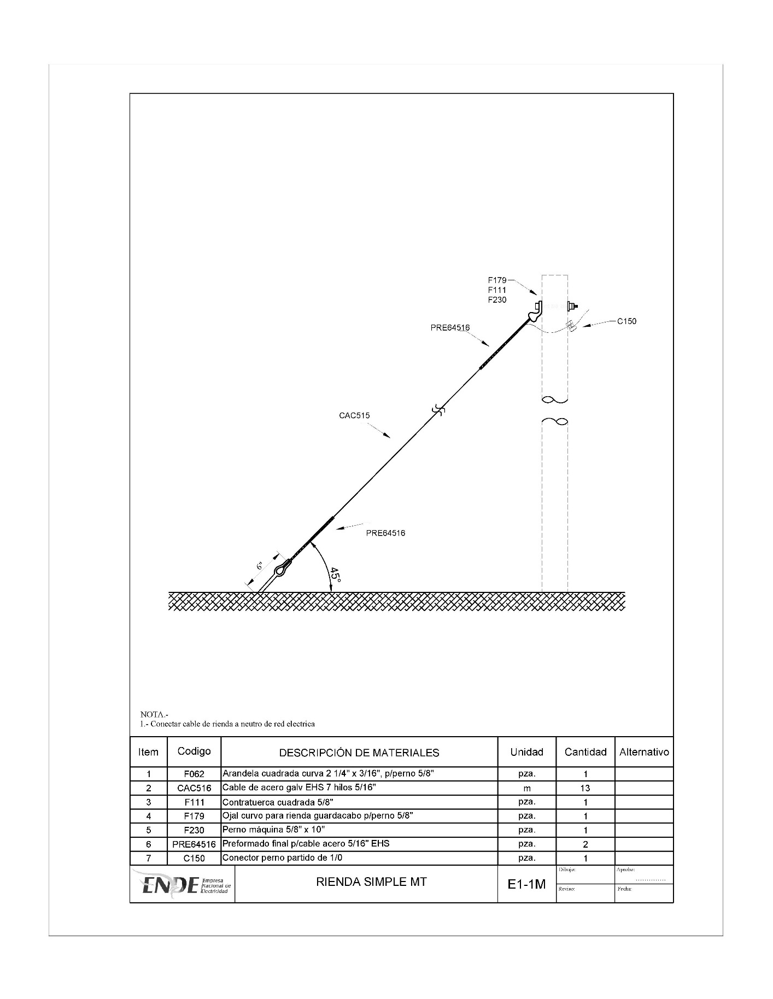 F179
F111
F230
C150
PRE64516
CAC515
PRE64516
6"
45°
NOTA.-
1.- Conectar cable de rienda a neutro de red electrica
Item Codigo DESCRIPCIÓN DE MATERIALES Unidad Cantidad Alternativo
1 F062 Arandela cuadrada curva 2 1/4" x 3/16", p/perno 5/8" pza. 1
2 CAC516 Cable de acero galv EHS 7 hilos 5/16" m 13
3 F111 Contratuerca cuadrada 5/8" pza. 1
4 F179 Ojal curvo para rienda guardacabo p/perno 5/8" pza. 1
5 F230 Perno máquina 5/8" x 10" pza. 1
6 PRE64516 Preformado final p/cable acero 5/16" EHS pza. 2
7 C150 Conector perno partido de 1/0 pza. 1
ENDE Empresa
Nacional de
Electricidad
RIENDA SIMPLE MT
E1-1M
Dibujo: Aprobo:
..............
Reviso: Fecha: